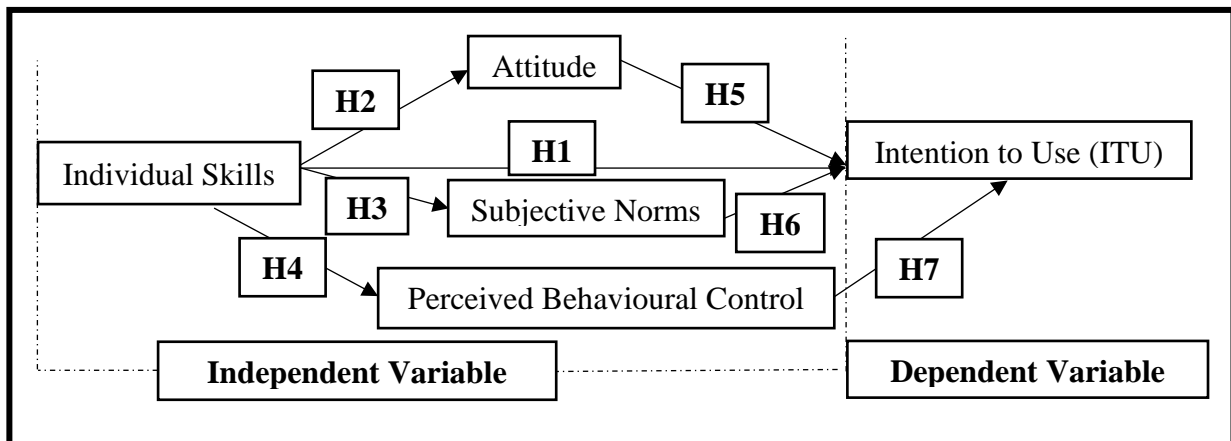 Attitude
H2
H5
H1
Individual Skills
Intention to Use (ITU)
H3
Subjective Norms
H6
H4
Perceived Behavioural Control
H7
Independent Variable
Dependent Variable